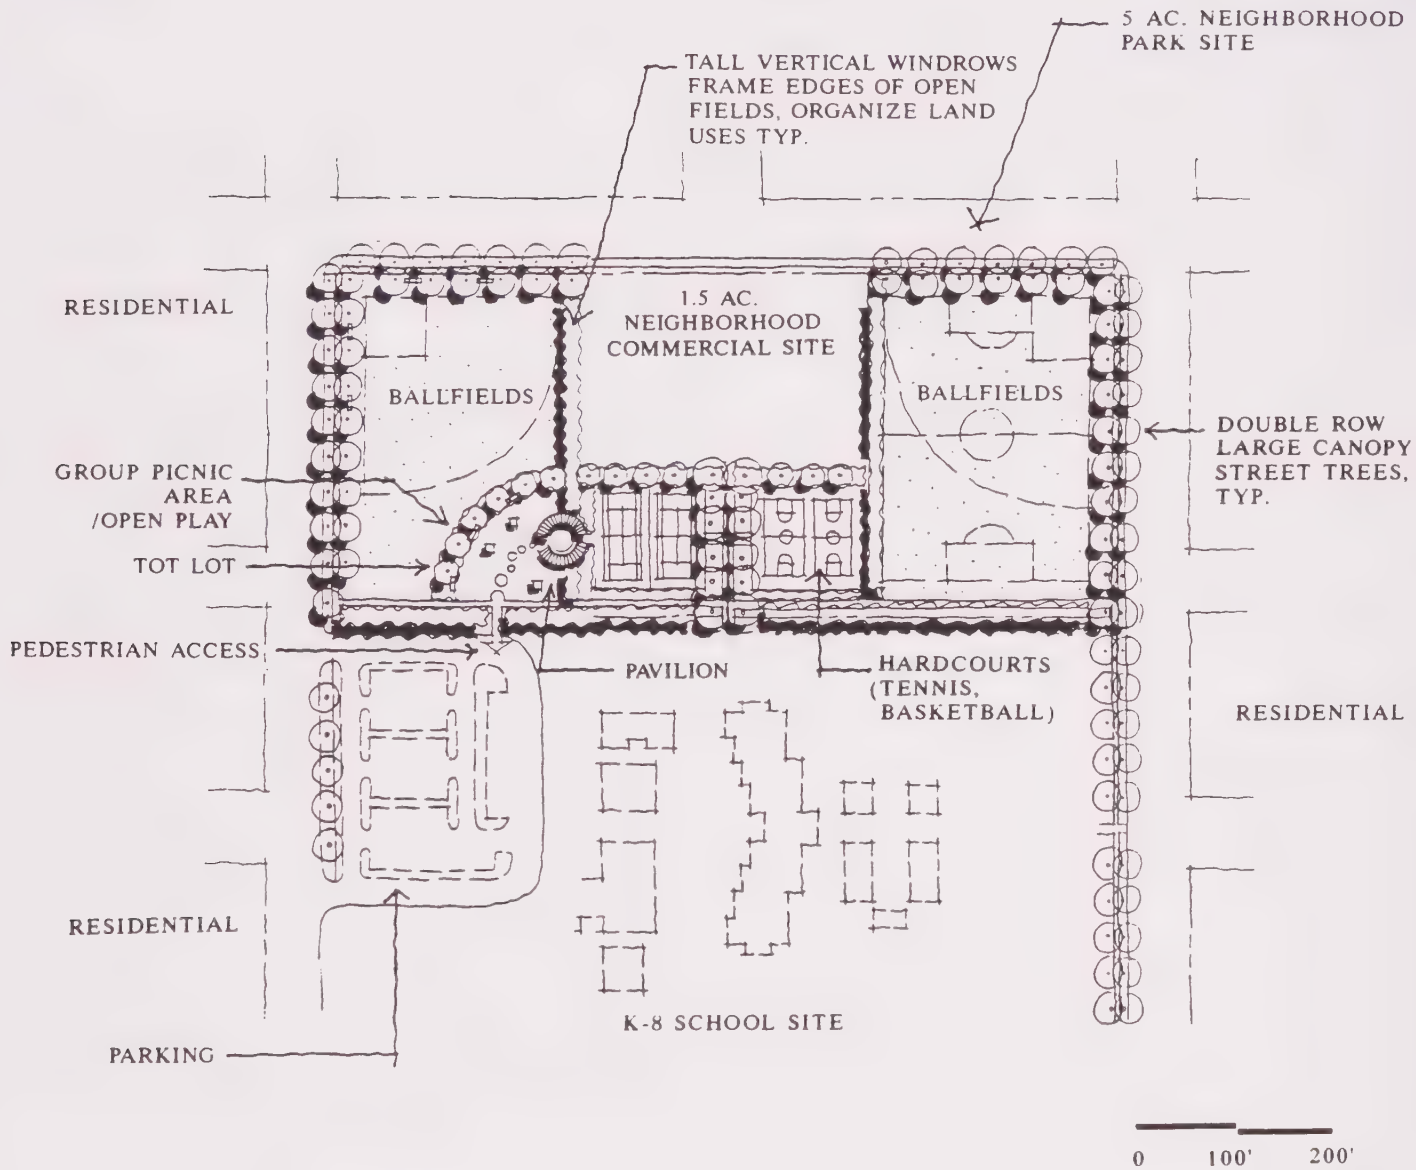 5 AC. NEIGHBORHOOD
PARK SITE
TALL VERTICAL WINDROWS
FRAME EDGES OF OPEN
FIELDS, ORGANIZE LAND
USES TYP.
RESIDENTIAL
1.5 AC.
NEIGHBORHOOD
COMMERCIAL SITE
BALLFIELDS
BALLFIELDS
DOUBLE ROW
LARGE CANOPY
STREET TREES,
TYP.
GROUP PICNIC
AREA
/OPEN PLAY
TOT LOT
PEDESTRIAN ACCESS
PAVILION
HARDCOURTS
(TENNIS,
BASKETBALL)
RESIDENTIAL
RESIDENTIAL
K-8 SCHOOL SITE
PARKING
0 100' 200'